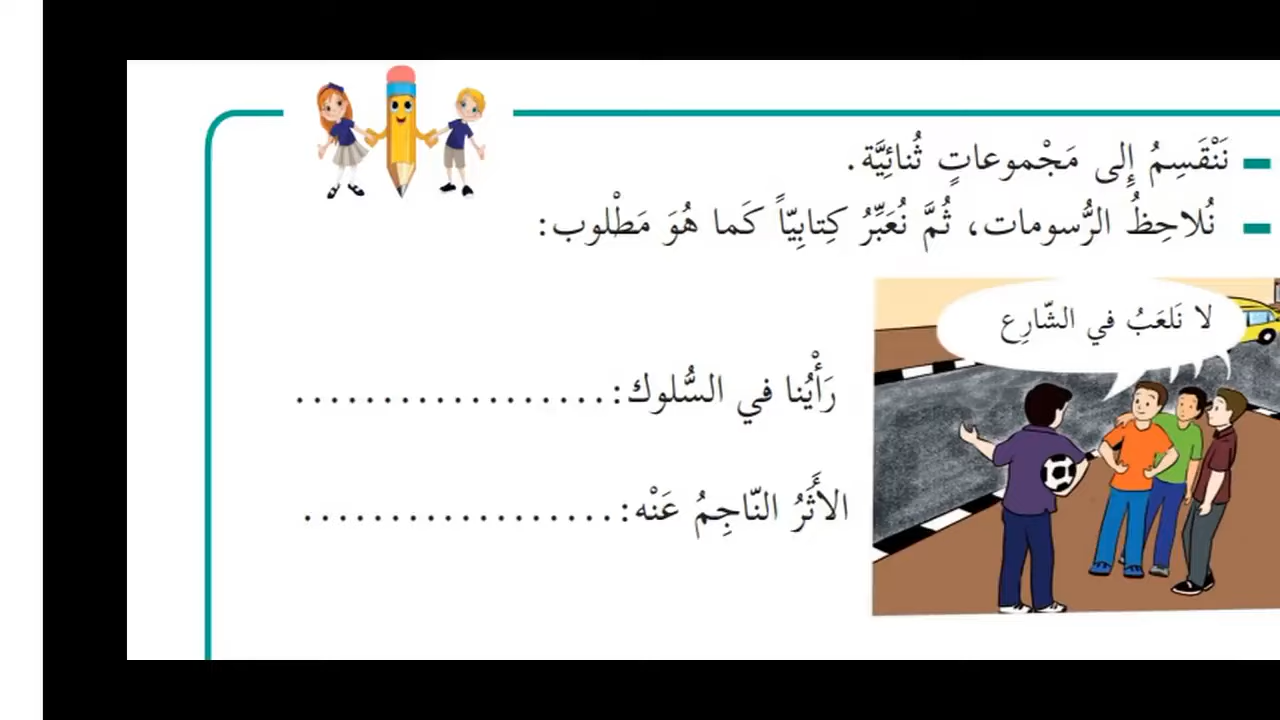 نَنْقَسِمُ إِلى مَجْموعاتٍ ثُنائِيَّة.
نُلاحِظُ الرُّسومات، ثُمَّ نُعَبِّرُ كِتابِيّاً كَما هُوَ مَطْلوب:
لا نَلعَبُ في الشّارِع
رَأْيُنا في السُّلوك: ..................
الأَثَرُ النّاجِمُ عَنْه: ..................